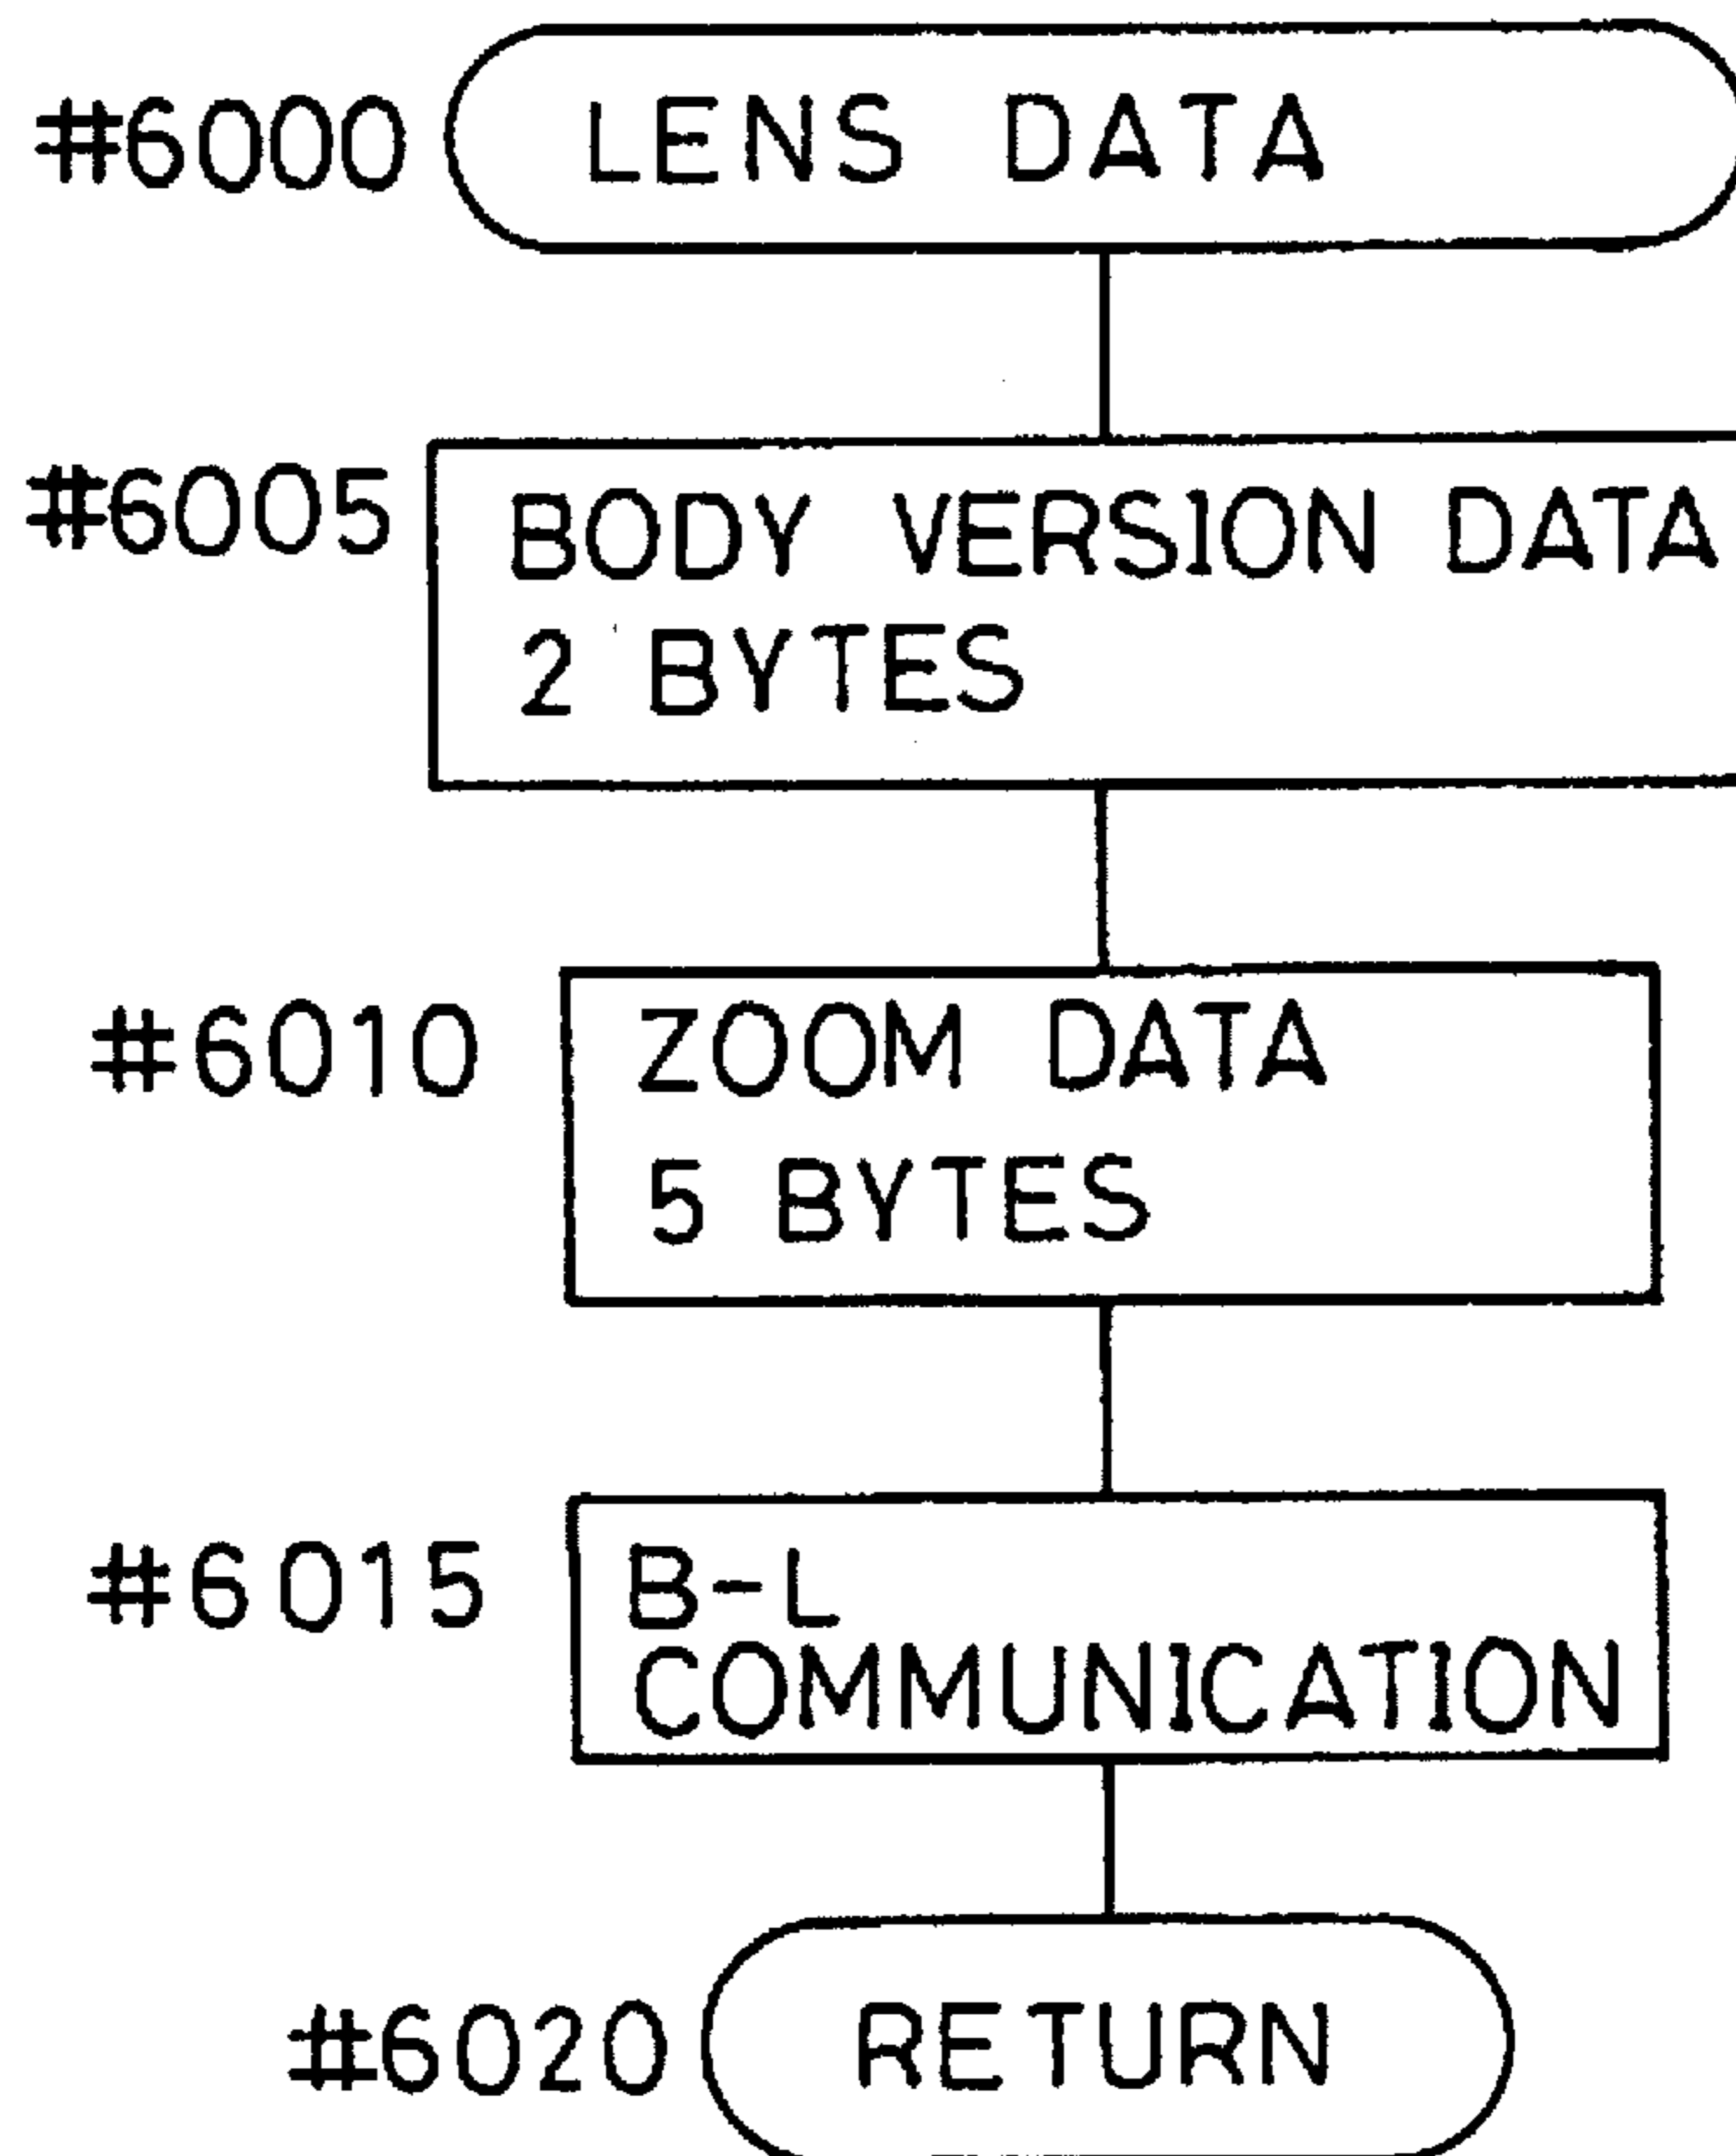 #6000 LENS DATA
#6005 BODY VERSION DATA
2 BYTES
#6010 ZOOM DATA
5 BYTES
#6015 B-L
COMMUNICATION
#6020 RETURN